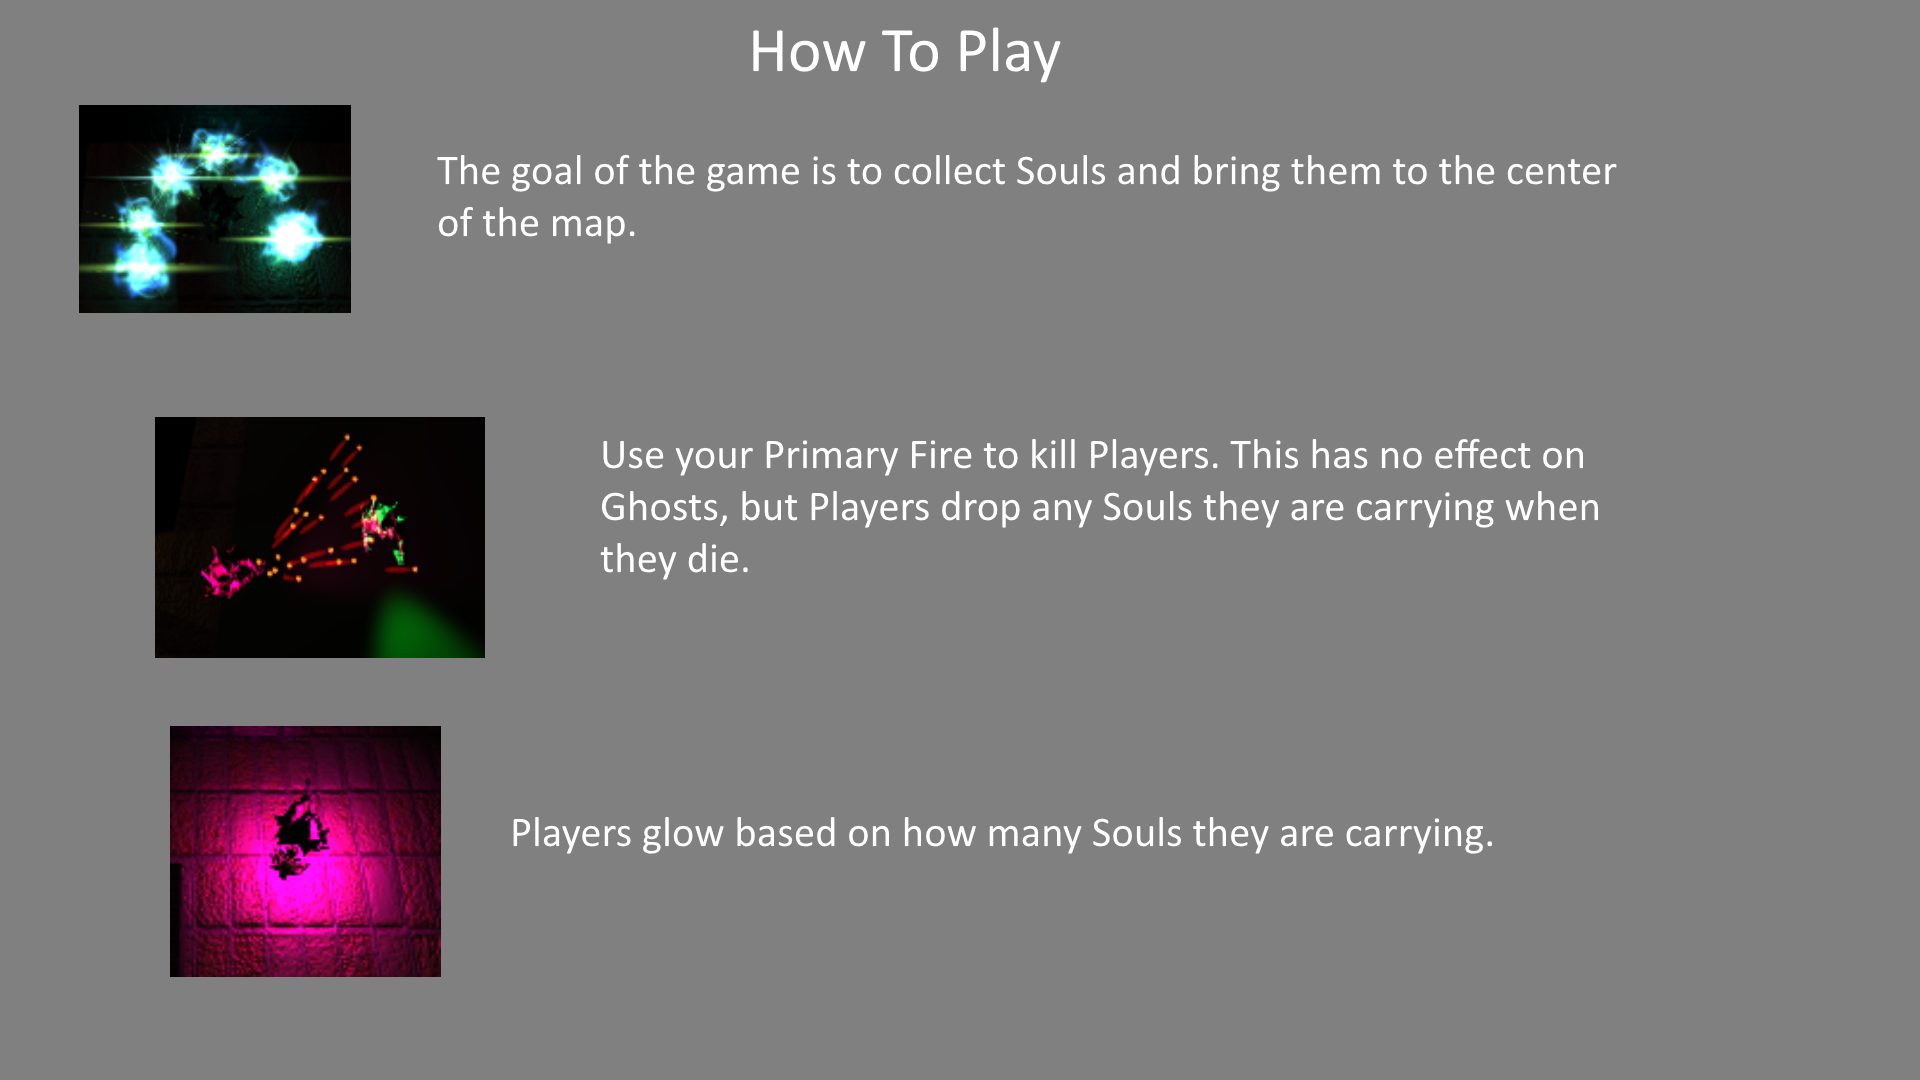 How To Play
The goal of the game is to collect Souls and bring them to the center
of the map.
Use your Primary Fire to kill Players. This has no effect on
Ghosts, but Players drop any Souls they are carrying when
they die.
Players glow based on how many Souls they are carrying.